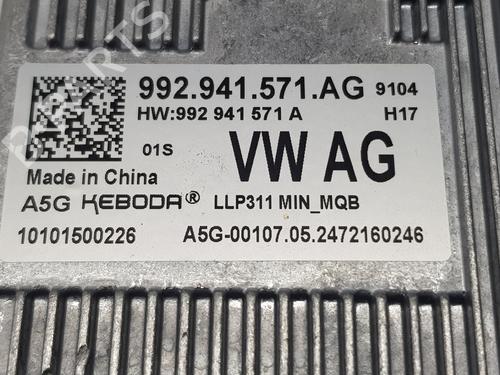 992.941.571.AG 9104
HW:992 941 571 A H17
01S VW AG
Made in China
A5G KEBODA® LLP311 MIN_MQB
10101500226 A5G-00107.05.2472160246